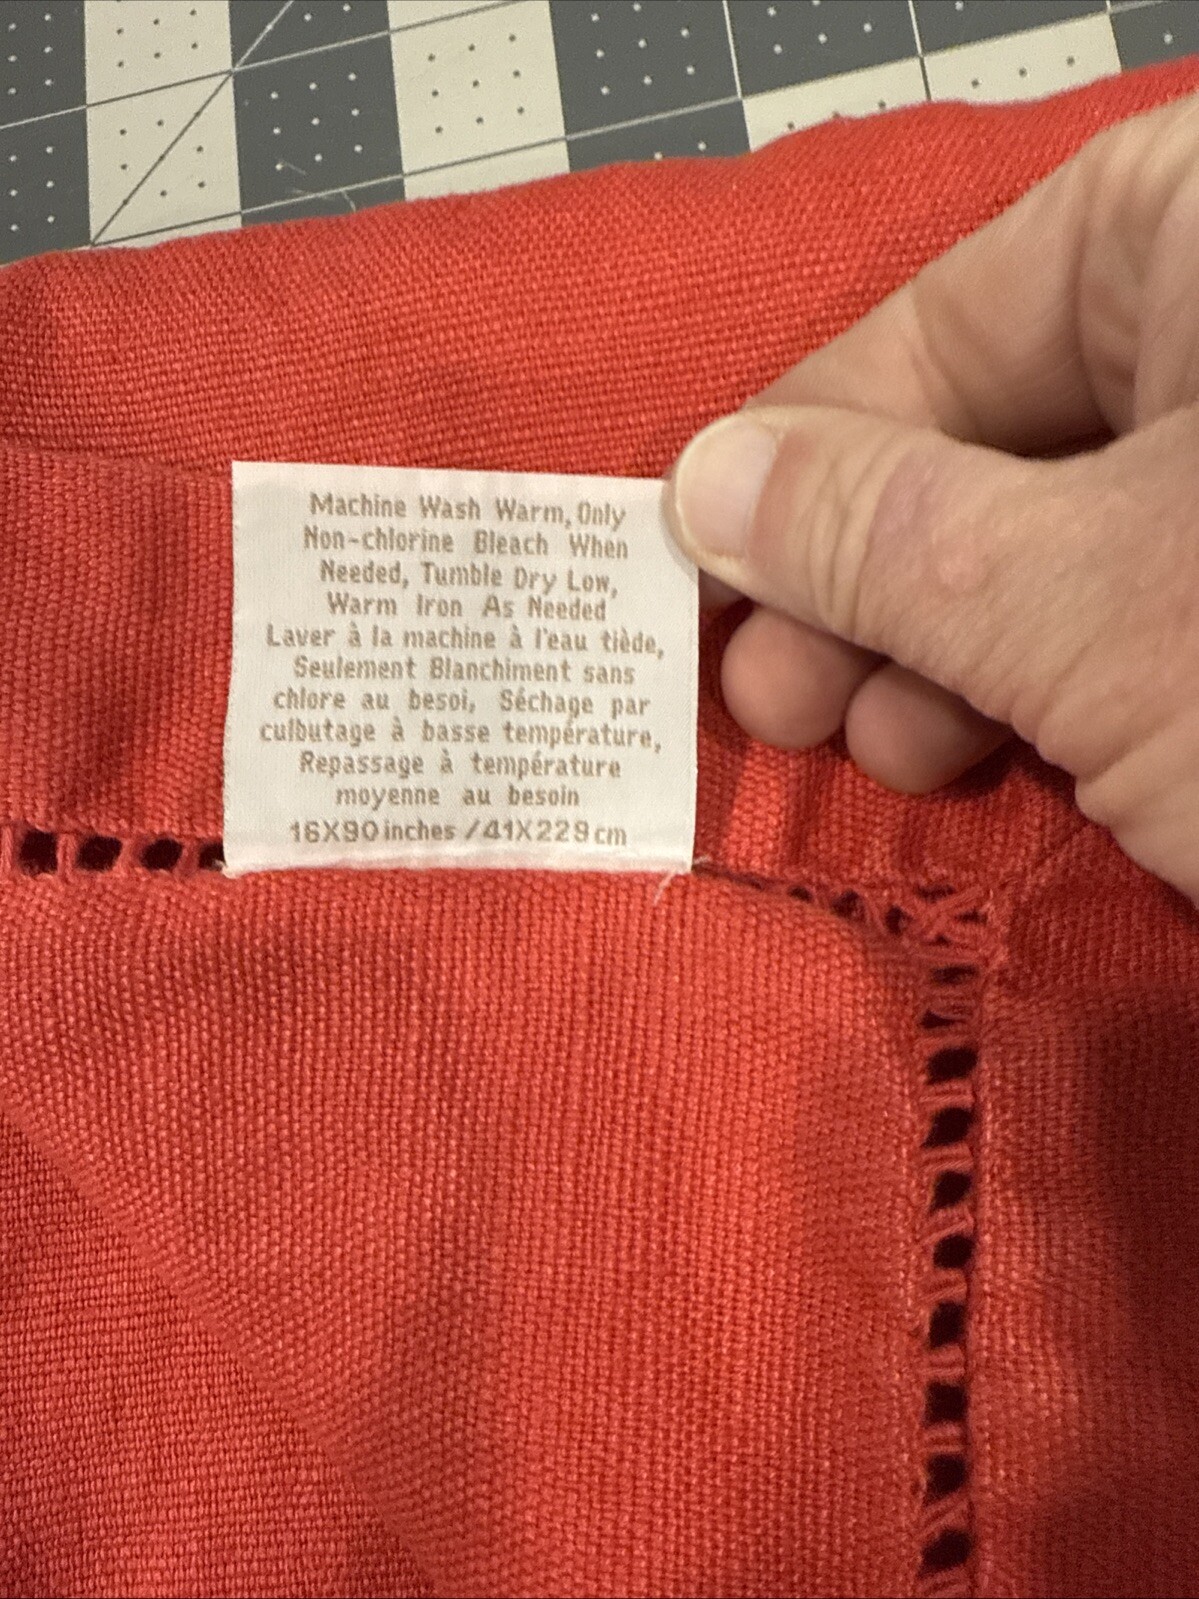 Machine Wash Warm, Only
Non-chlorine Bleach When
Needed, Tumble Dry Low,
Warm Iron As Needed
Laver à la machine à l'eau tiède,
Seulement Blanchiment sans
chlore au besoi, Séchage par
culbutage à basse température,
Repassage à température
moyenne au besoin
16X90 inches / 41X229 cm